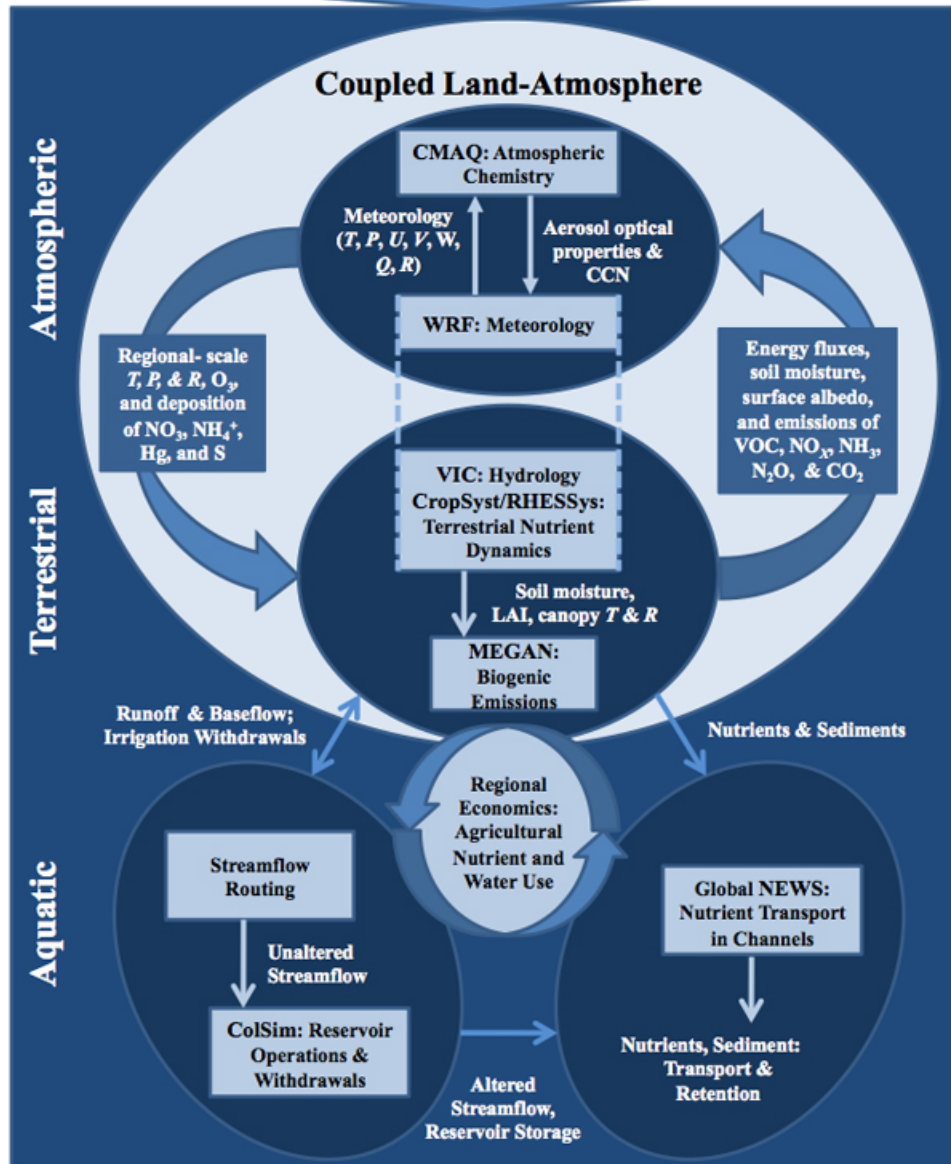 Coupled Land-Atmosphere
Atmospheric
CMAQ: Atmospheric
Chemistry
Meteorology
(T, P, U, V, W,
Q, R)
Aerosol optical
properties &
CCN
WRF: Meteorology
Regional- scale
T, P, & R, O₃,
and deposition
of NO₃, NH₄⁺,
Hg, and S
Energy fluxes,
soil moisture,
surface albedo,
and emissions of
VOC, NOₓ, NH₃,
N₂O, & CO₂
Terrestrial
VIC: Hydrology
CropSyst/RHESSys:
Terrestrial Nutrient
Dynamics
Soil moisture,
LAI, canopy T & R
MEGAN:
Biogenic
Emissions
Runoff & Baseflow;
Irrigation Withdrawals
Nutrients & Sediments
Regional
Economics:
Agricultural
Nutrient and
Water Use
Aquatic
Streamflow
Routing
Unaltered
Streamflow
ColSim: Reservoir
Operations &
Withdrawals
Altered
Streamflow,
Reservoir Storage
Global NEWS:
Nutrient Transport
in Channels
Nutrients, Sediment:
Transport &
Retention